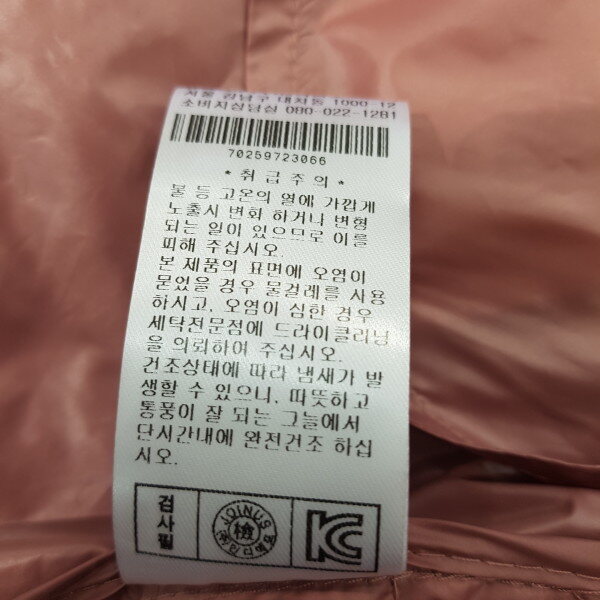 서울 강남구 대치동 1000-12
소비자상담실 080-022-1281
70259723066
* 취급주의 *
불 등 고온의 열에 가깝게
노출시 변화 하거나 변형
되는 일이 있으므로 이를
피해 주십시오.
본 제품의 표면에 오염이
묻었을 경우 물걸레를 사용
하시고, 오염이 심한 경우
세탁전문점에 드라이클리닝
을 의뢰하여 주십시오.
건조상태에 따라 냄새가 발
생할 수 있으니, 따뜻하고
통풍이 잘 되는 그늘에서
단시간내에 완전건조 하십
시오.
검사필
JOINUS
檢
(주)인디에프
KC